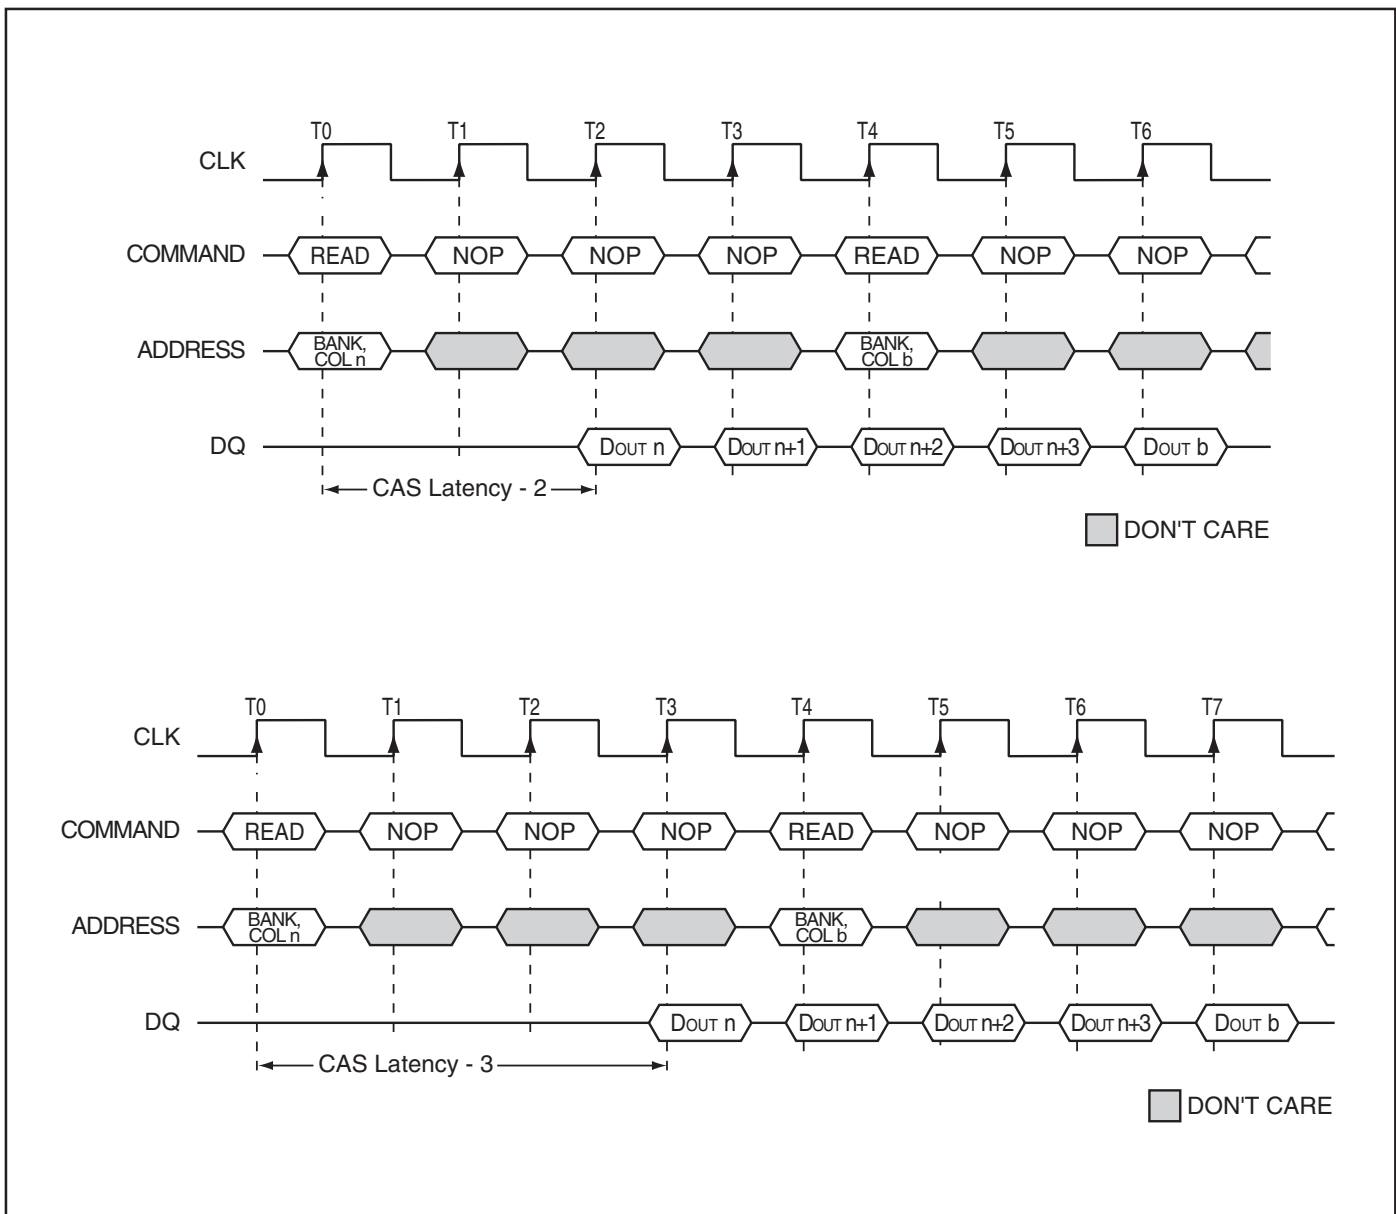 T0 T1 T2 T3 T4 T5 T6
CLK
COMMAND READ NOP NOP NOP READ NOP NOP
ADDRESS BANK, COL n BANK, COL b
DQ DOUT n DOUT n+1 DOUT n+2 DOUT n+3 DOUT b
CAS Latency - 2
DON'T CARE
T0 T1 T2 T3 T4 T5 T6 T7
CLK
COMMAND READ NOP NOP NOP READ NOP NOP NOP
ADDRESS BANK, COL n BANK, COL b
DQ DOUT n DOUT n+1 DOUT n+2 DOUT n+3 DOUT b
CAS Latency - 3
DON'T CARE